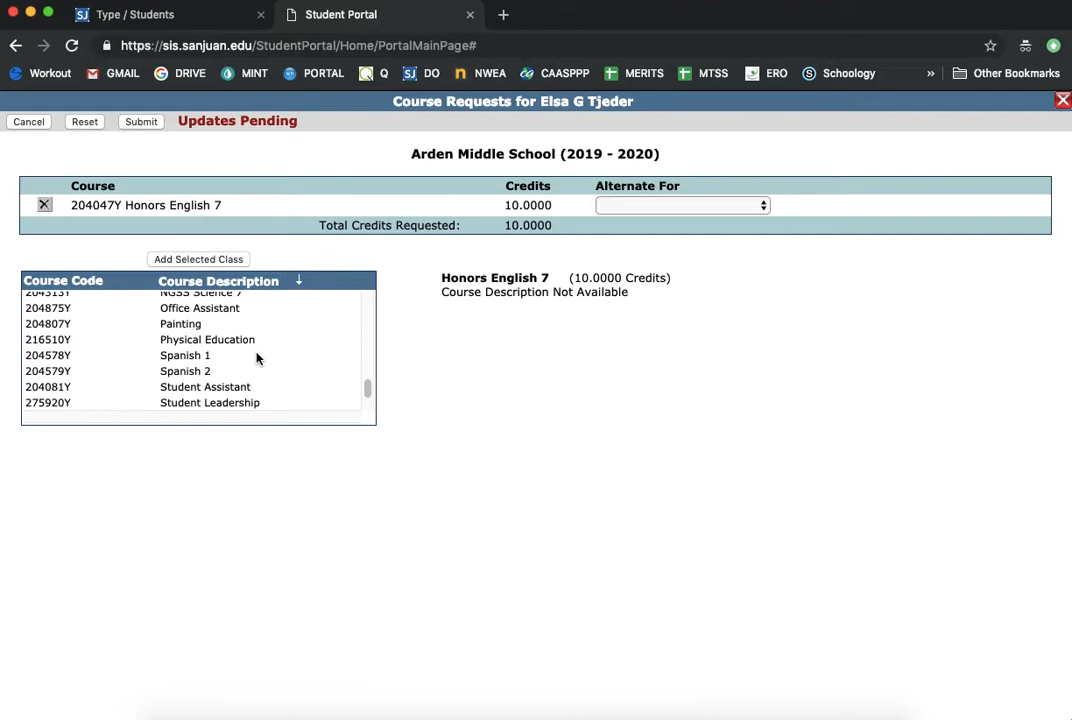 Type / Students
Student Portal
https://sis.sanjuan.edu/StudentPortal/Home/PortalMainPage#
Workout GMAIL DRIVE MINT PORTAL Q DO NWEA CAASPPP MERITS MTSS ERO Schoology » Other Bookmarks
Course Requests for Elsa G Tjeder
Cancel Reset Submit Updates Pending
Arden Middle School (2019 - 2020)
Course Credits Alternate For
204047Y Honors English 7 10.0000
Total Credits Requested: 10.0000
Add Selected Class
Course Code Course Description ↓
204313Y NGSS Science 7
204875Y Office Assistant
204807Y Painting
216510Y Physical Education
204578Y Spanish 1
204579Y Spanish 2
204081Y Student Assistant
275920Y Student Leadership
Honors English 7 (10.0000 Credits)
Course Description Not Available